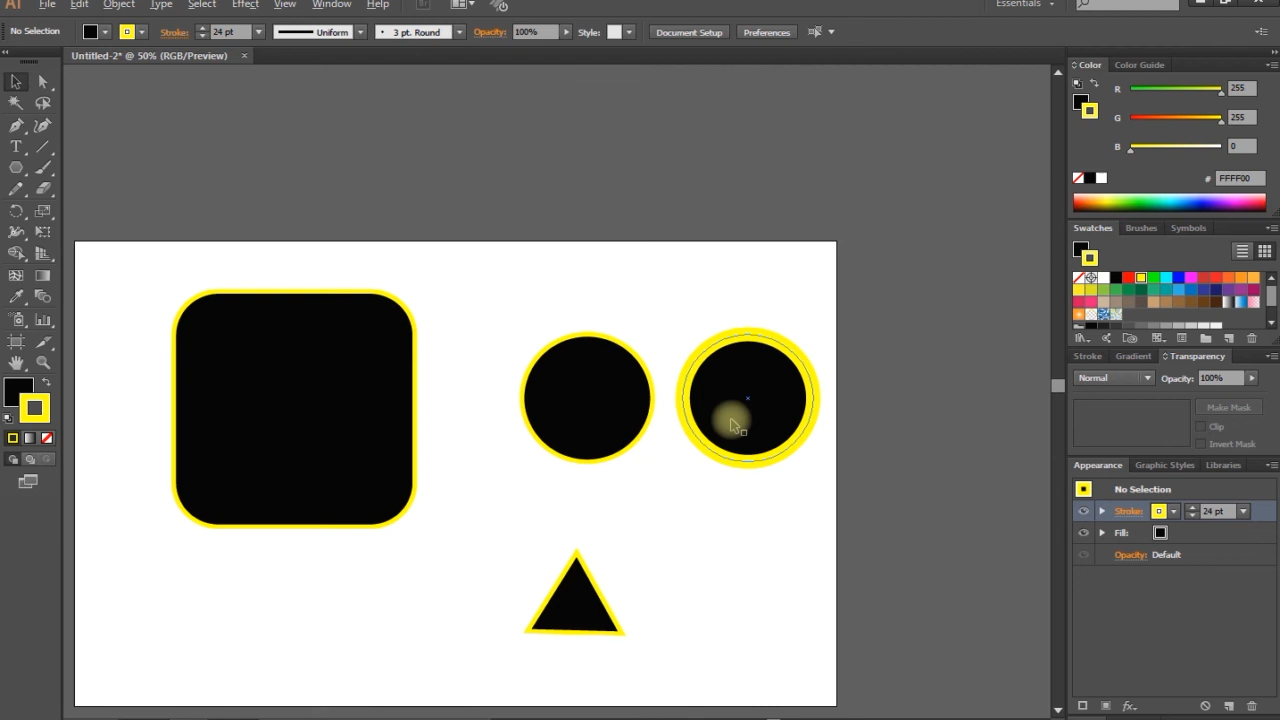 Ai File Edit Object Type Select Effect View Window Help Essentials
No Selection Stroke: 24 pt Uniform 3 pt. Round Opacity: 100% Style: Document Setup Preferences
Untitled-2* @ 50% (RGB/Preview) ×
Color Color Guide
R 255
G 255
B 0
# FFFF00
Swatches Brushes Symbols
Stroke Gradient Transparency
Normal Opacity: 100%
Make Mask
Clip
Invert Mask
Appearance Graphic Styles Libraries
No Selection
Stroke: 24 pt
Fill:
Opacity: Default
fx